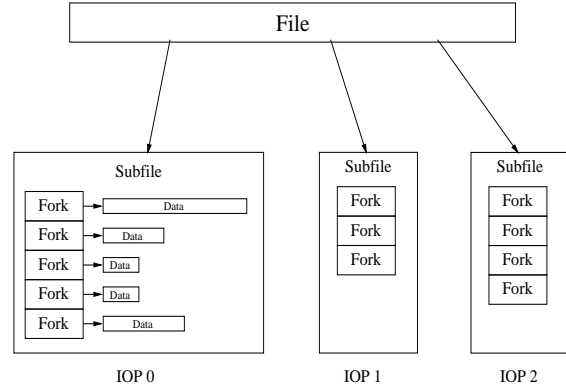 File
Subfile
Fork Data
Fork Data
Fork Data
Fork Data
Fork Data
IOP 0
Subfile
Fork
Fork
Fork
IOP 1
Subfile
Fork
Fork
Fork
Fork
IOP 2